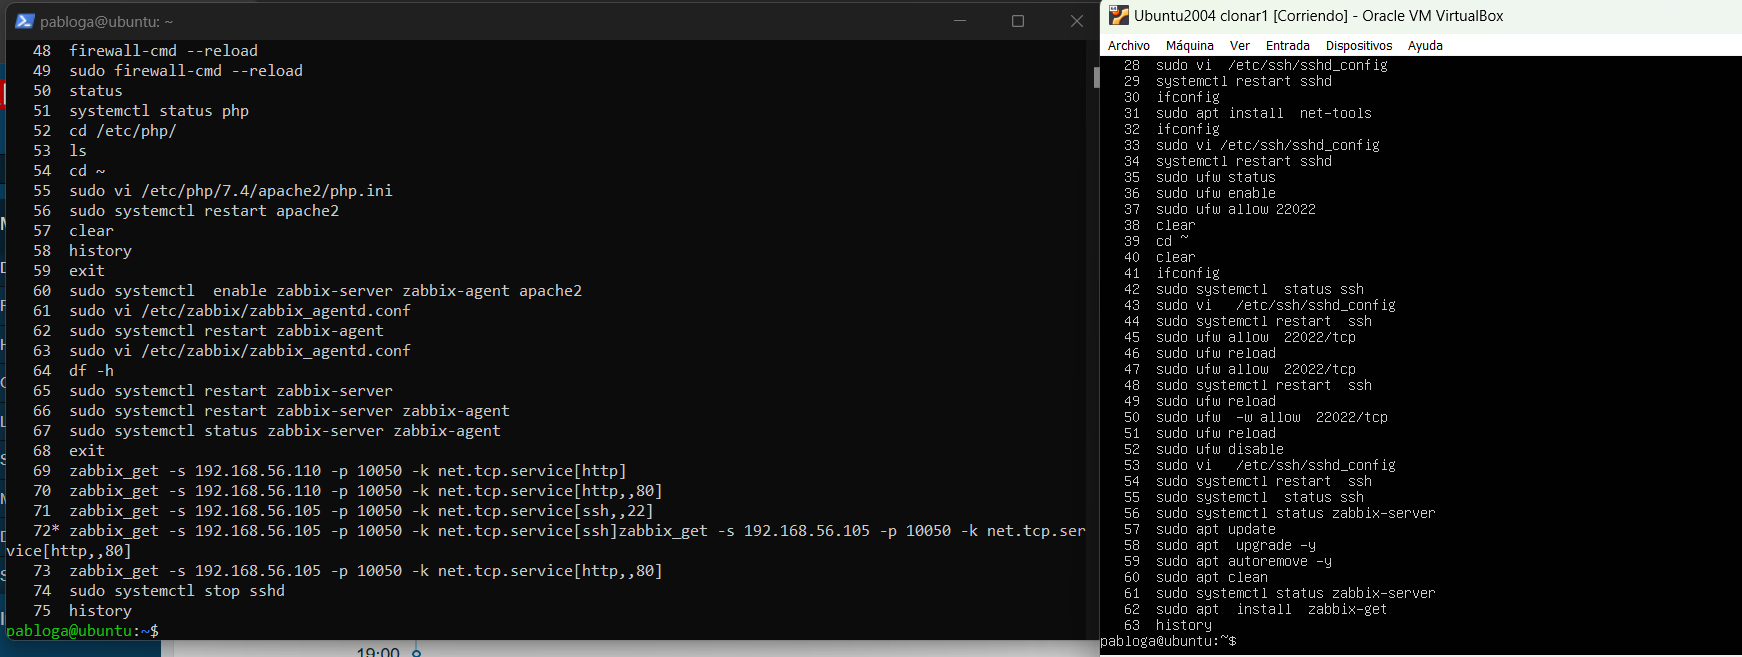 pabloga@ubuntu: ~
48 firewall-cmd --reload
49 sudo firewall-cmd --reload
50 status
51 systemctl status php
52 cd /etc/php/
53 ls
54 cd ~
55 sudo vi /etc/php/7.4/apache2/php.ini
56 sudo systemctl restart apache2
57 clear
58 history
59 exit
60 sudo systemctl  enable zabbix-server zabbix-agent apache2
61 sudo vi /etc/zabbix/zabbix_agentd.conf
62 sudo systemctl restart zabbix-agent
63 sudo vi /etc/zabbix/zabbix_agentd.conf
64 df -h
65 sudo systemctl restart zabbix-server
66 sudo systemctl restart zabbix-server zabbix-agent
67 sudo systemctl status zabbix-server zabbix-agent
68 exit
69 zabbix_get -s 192.168.56.110 -p 10050 -k net.tcp.service[http]
70 zabbix_get -s 192.168.56.110 -p 10050 -k net.tcp.service[http,,80]
71 zabbix_get -s 192.168.56.105 -p 10050 -k net.tcp.service[ssh,,22]
72* zabbix_get -s 192.168.56.105 -p 10050 -k net.tcp.service[ssh]zabbix_get -s 192.168.56.105 -p 10050 -k net.tcp.ser
vice[http,,80]
73 zabbix_get -s 192.168.56.105 -p 10050 -k net.tcp.service[http,,80]
74 sudo systemctl stop sshd
75 history
pabloga@ubuntu:~$
19:00
Ubuntu2004 clonar1 [Corriendo] - Oracle VM VirtualBox
Archivo Máquina Ver Entrada Dispositivos Ayuda
28 sudo vi  /etc/ssh/sshd_config
29 systemctl restart sshd
30 ifconfig
31 sudo apt install  net-tools
32 ifconfig
33 sudo vi /etc/ssh/sshd_config
34 systemctl restart sshd
35 sudo ufw status
36 sudo ufw enable
37 sudo ufw allow 22022
38 clear
39 cd ~
40 clear
41 ifconfig
42 sudo systemctl  status ssh
43 sudo vi   /etc/ssh/sshd_config
44 sudo systemctl restart  ssh
45 sudo ufw allow  22022/tcp
46 sudo ufw reload
47 sudo ufw allow  22022/tcp
48 sudo systemctl restart  ssh
49 sudo ufw reload
50 sudo ufw  -w allow  22022/tcp
51 sudo ufw reload
52 sudo ufw disable
53 sudo vi   /etc/ssh/sshd_config
54 sudo systemctl restart  ssh
55 sudo systemctl  status ssh
56 sudo systemctl status zabbix-server
57 sudo apt update
58 sudo apt  upgrade -y
59 sudo apt autoremove -y
60 sudo apt clean
61 sudo systemctl status zabbix-server
62 sudo apt  install  zabbix-get
63 history
pabloga@ubuntu:~$